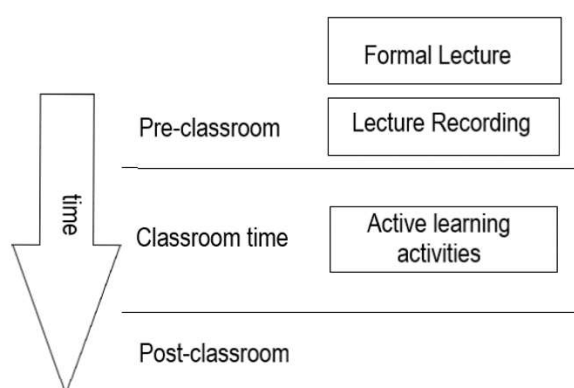 Formal Lecture
Pre-classroom
Lecture Recording
time
Classroom time
Active learning
activities
Post-classroom